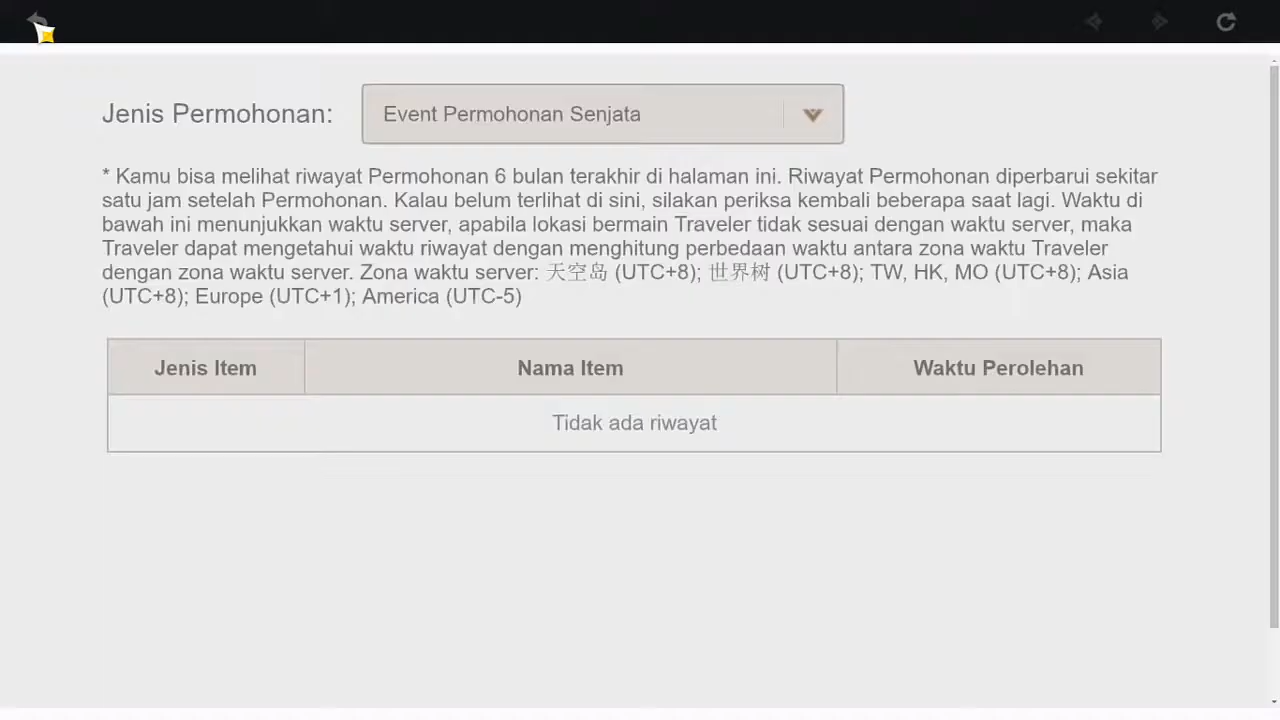 Jenis Permohonan:
Event Permohonan Senjata
* Kamu bisa melihat riwayat Permohonan 6 bulan terakhir di halaman ini. Riwayat Permohonan diperbarui sekitar
satu jam setelah Permohonan. Kalau belum terlihat di sini, silakan periksa kembali beberapa saat lagi. Waktu di
bawah ini menunjukkan waktu server, apabila lokasi bermain Traveler tidak sesuai dengan waktu server, maka
Traveler dapat mengetahui waktu riwayat dengan menghitung perbedaan waktu antara zona waktu Traveler
dengan zona waktu server. Zona waktu server: 天空岛 (UTC+8); 世界树 (UTC+8); TW, HK, MO (UTC+8); Asia
(UTC+8); Europe (UTC+1); America (UTC-5)
Jenis Item
Nama Item
Waktu Perolehan
Tidak ada riwayat